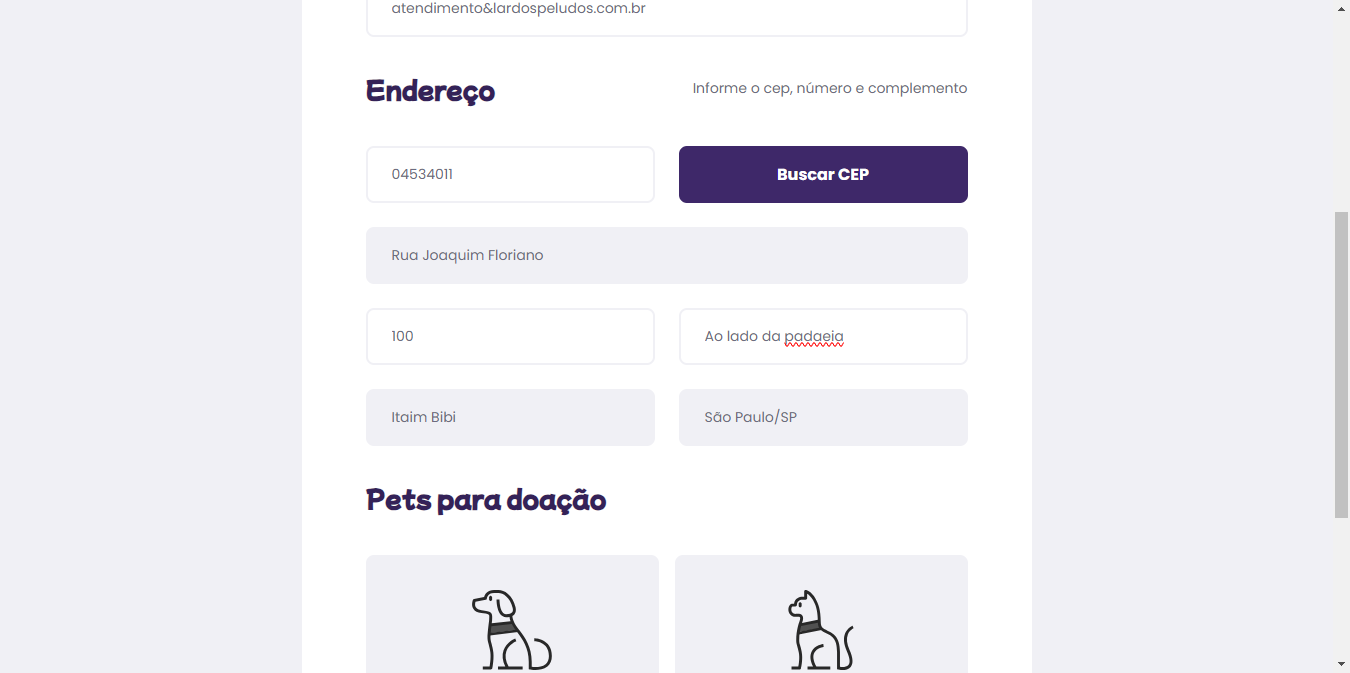 atendimento&lardospeludos.com.br
Endereço
Informe o cep, número e complemento
04534011
Buscar CEP
Rua Joaquim Floriano
100
Ao lado da padaeia
Itaim Bibi
São Paulo/SP
Pets para doação